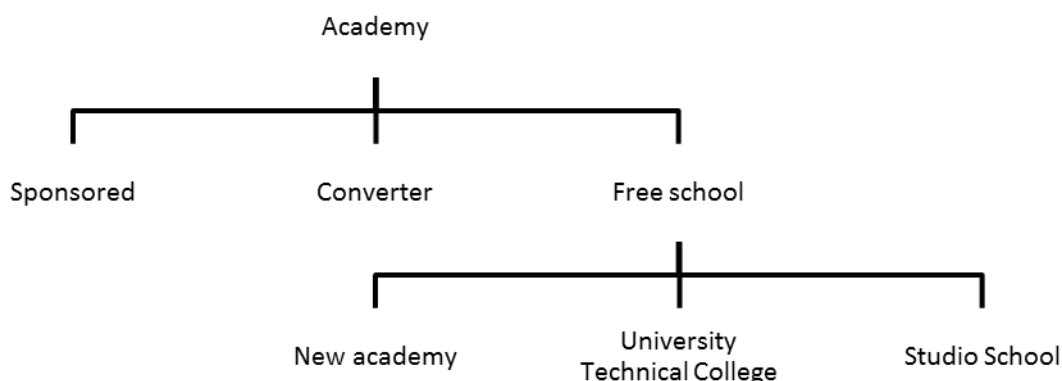 Academy
Sponsored
Converter
Free school
New academy
University
Technical College
Studio School